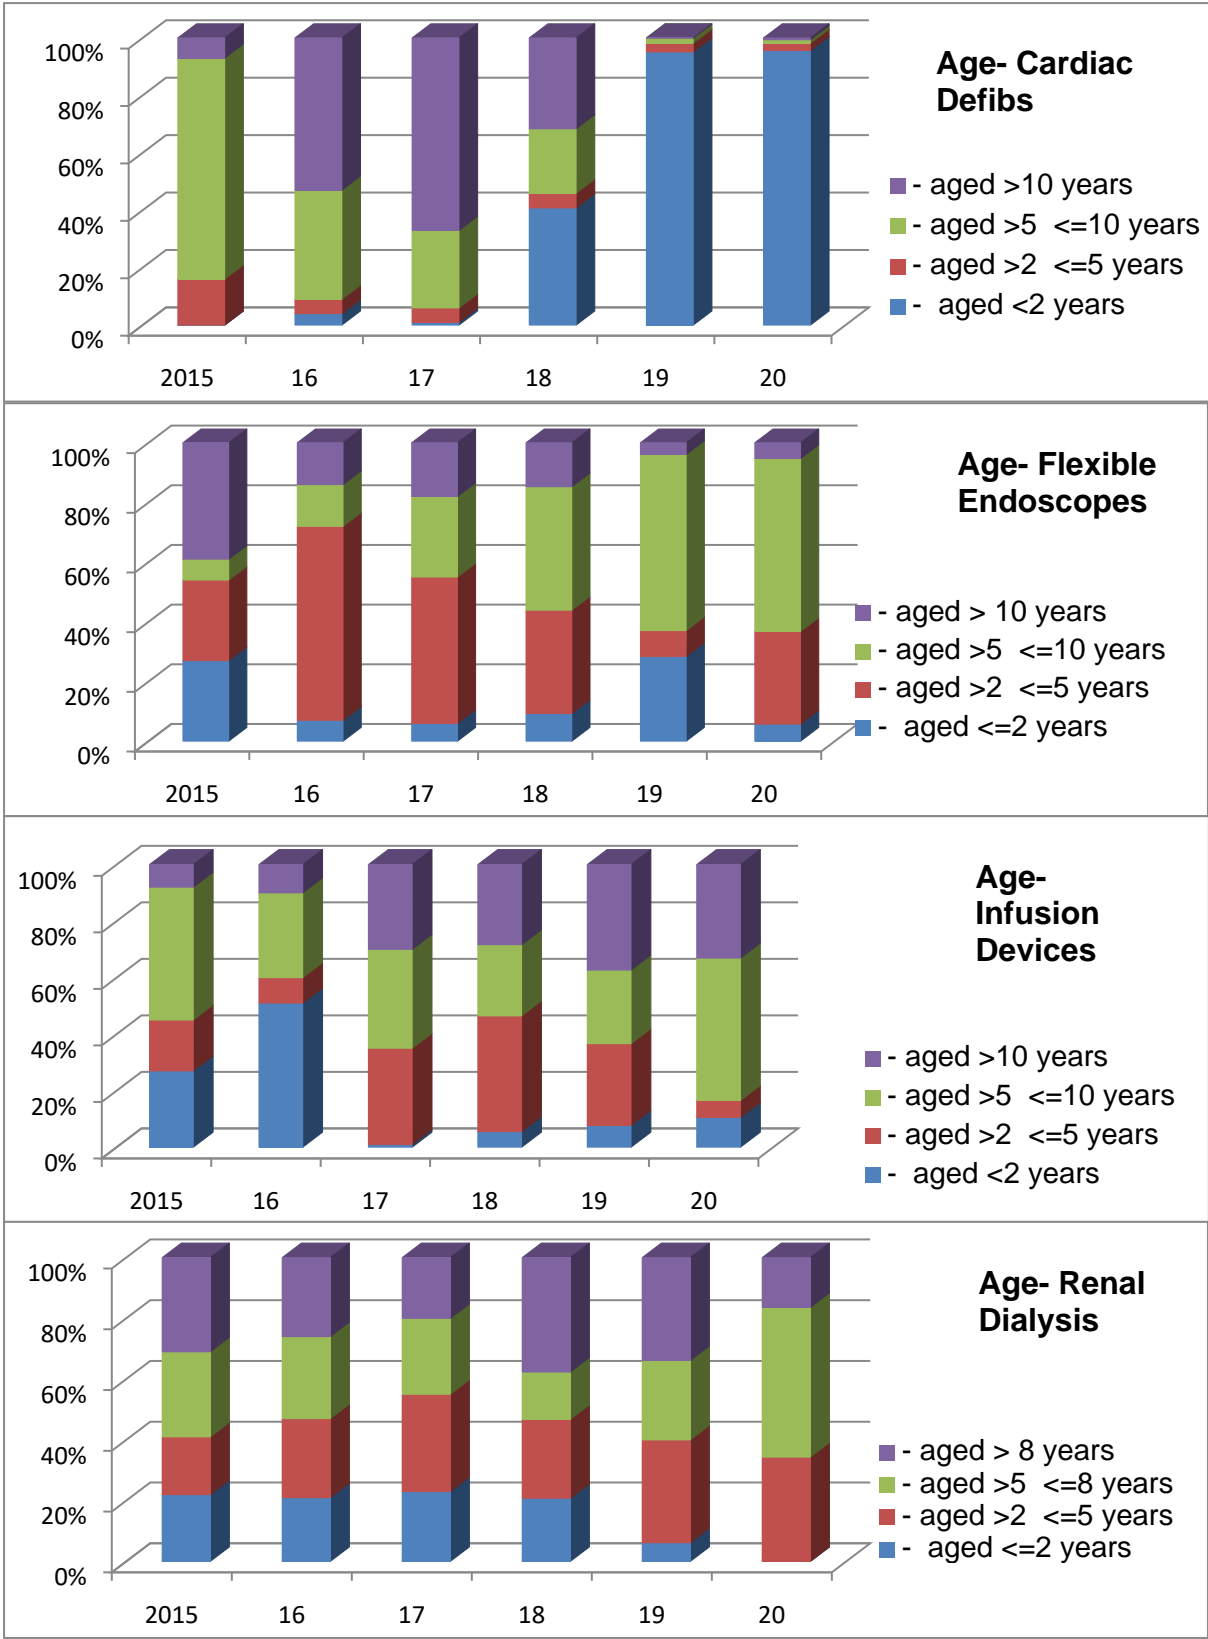 Age- Cardiac
Defibs
100%
80%
60%
40%
20%
0%
2015 16 17 18 19 20
- aged >10 years
- aged >5 <=10 years
- aged >2 <=5 years
- aged <2 years
Age- Flexible
Endoscopes
100%
80%
60%
40%
20%
0%
2015 16 17 18 19 20
- aged > 10 years
- aged >5 <=10 years
- aged >2 <=5 years
- aged <=2 years
Age-
Infusion
Devices
100%
80%
60%
40%
20%
0%
2015 16 17 18 19 20
- aged >10 years
- aged >5 <=10 years
- aged >2 <=5 years
- aged <2 years
Age- Renal
Dialysis
100%
80%
60%
40%
20%
0%
2015 16 17 18 19 20
- aged > 8 years
- aged >5 <=8 years
- aged >2 <=5 years
- aged <=2 years